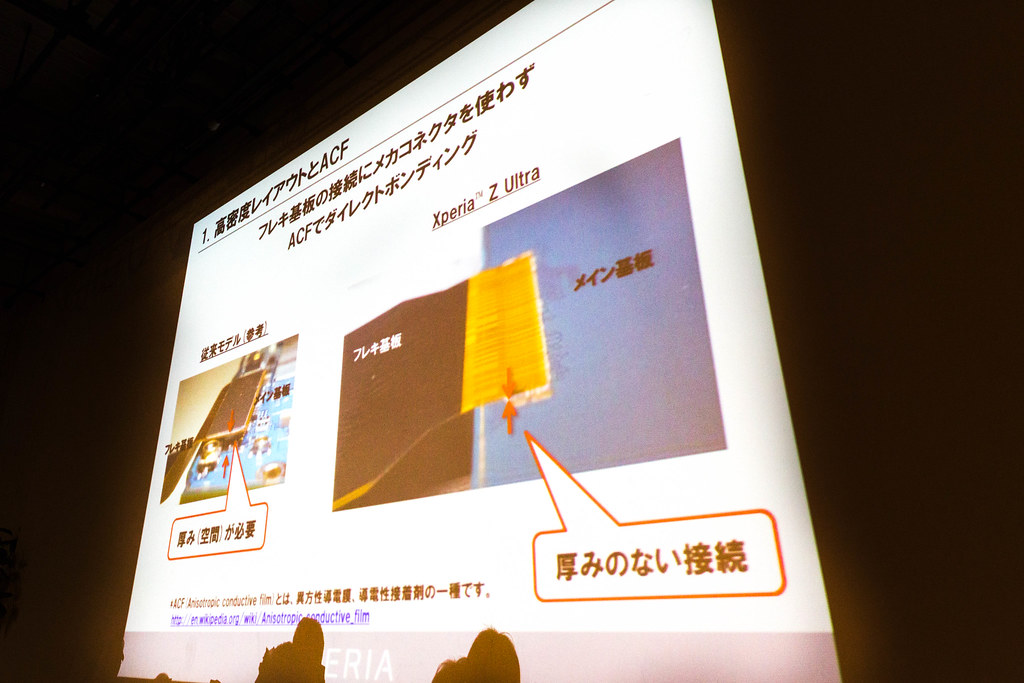 1. 高密度レイアウトとACF
フレキ基板の接続にメカコネクタを使わず
ACFでダイレクトボンディング
Xperia™ Z Ultra
従来モデル(参考)
フレキ基板
メイン基板
フレキ基板
メイン基板
厚み(空間)が必要
厚みのない接続
*ACF(Anisotropic conductive film)とは、異方性導電膜、導電性接着剤の一種です。
http://en.wikipedia.org/wiki/Anisotropic_conductive_film
ERIA